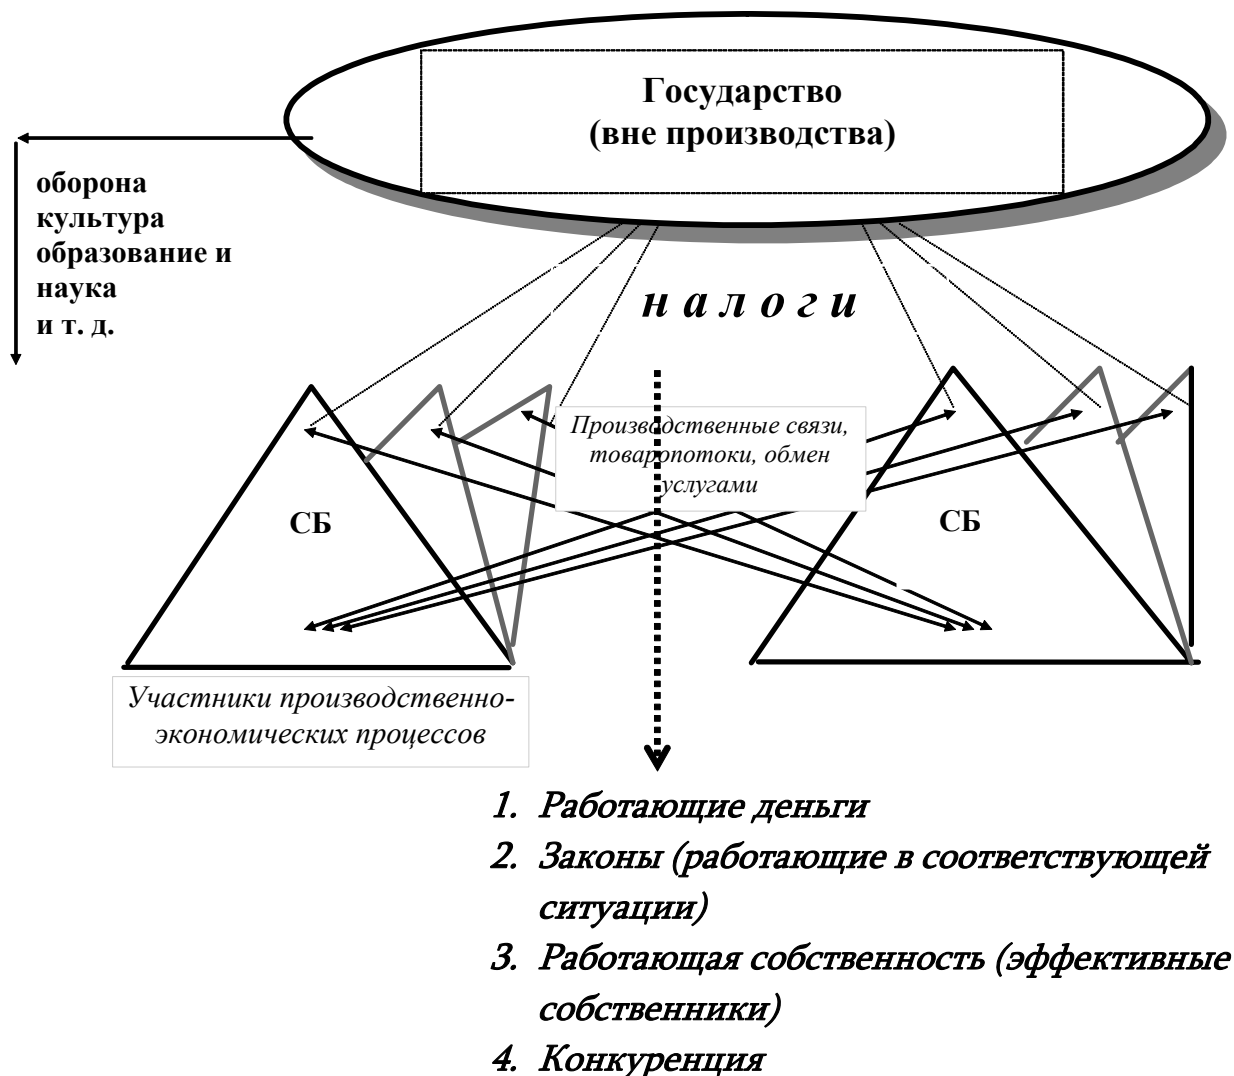 Государство
(вне производства)
оборона
культура
образование и
наука
и т. д.
налоги
Производственные связи,
товаропотоки, обмен
услугами
СБ
СБ
Участники производственно-
экономических процессов
1. Работающие деньги
2. Законы (работающие в соответствующей
ситуации)
3. Работающая собственность (эффективные
собственники)
4. Конкуренция